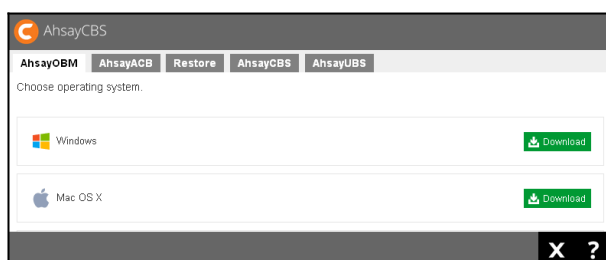 AhsayCBS
AhsayOBM AhsayACB Restore AhsayCBS AhsayUBS
Choose operating system.
Windows Download
Mac OS X Download
X ?